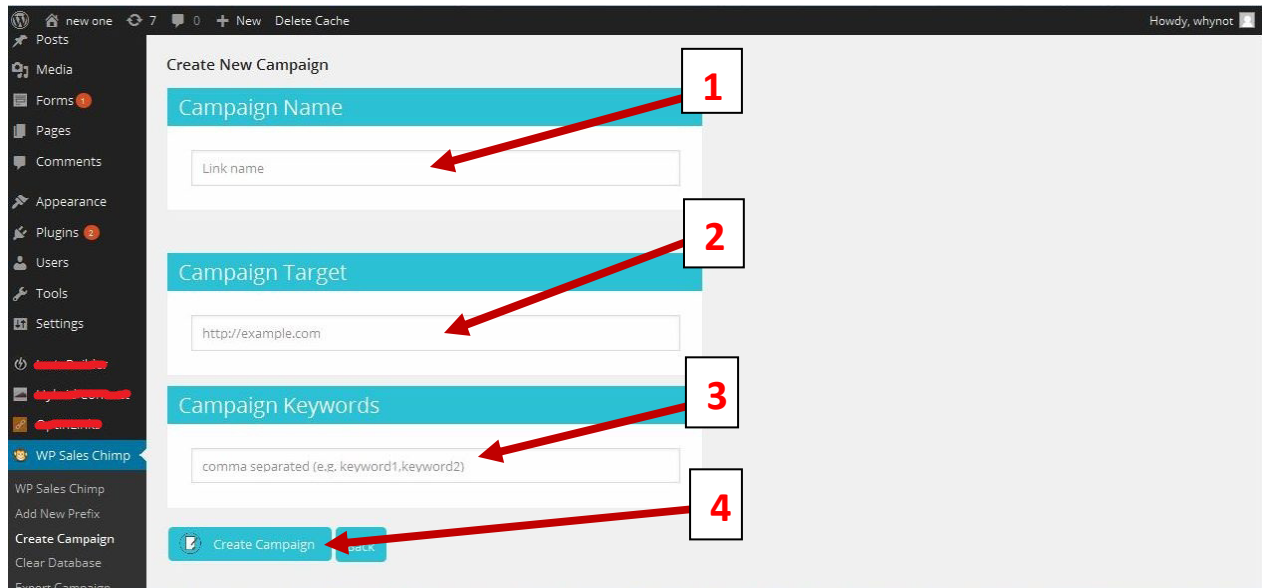 new one 7 0 + New Delete Cache Howdy, whynot
Posts
Media
Forms 1
Pages
Comments
Appearance
Plugins 2
Users
Tools
Settings
WP Sales Chimp
WP Sales Chimp
Add New Prefix
Create Campaign
Clear Database
Export Campaign
Create New Campaign
1
Campaign Name
Link name
2
Campaign Target
http://example.com
3
Campaign Keywords
comma separated (e.g. keyword1,keyword2)
4
Create Campaign Back